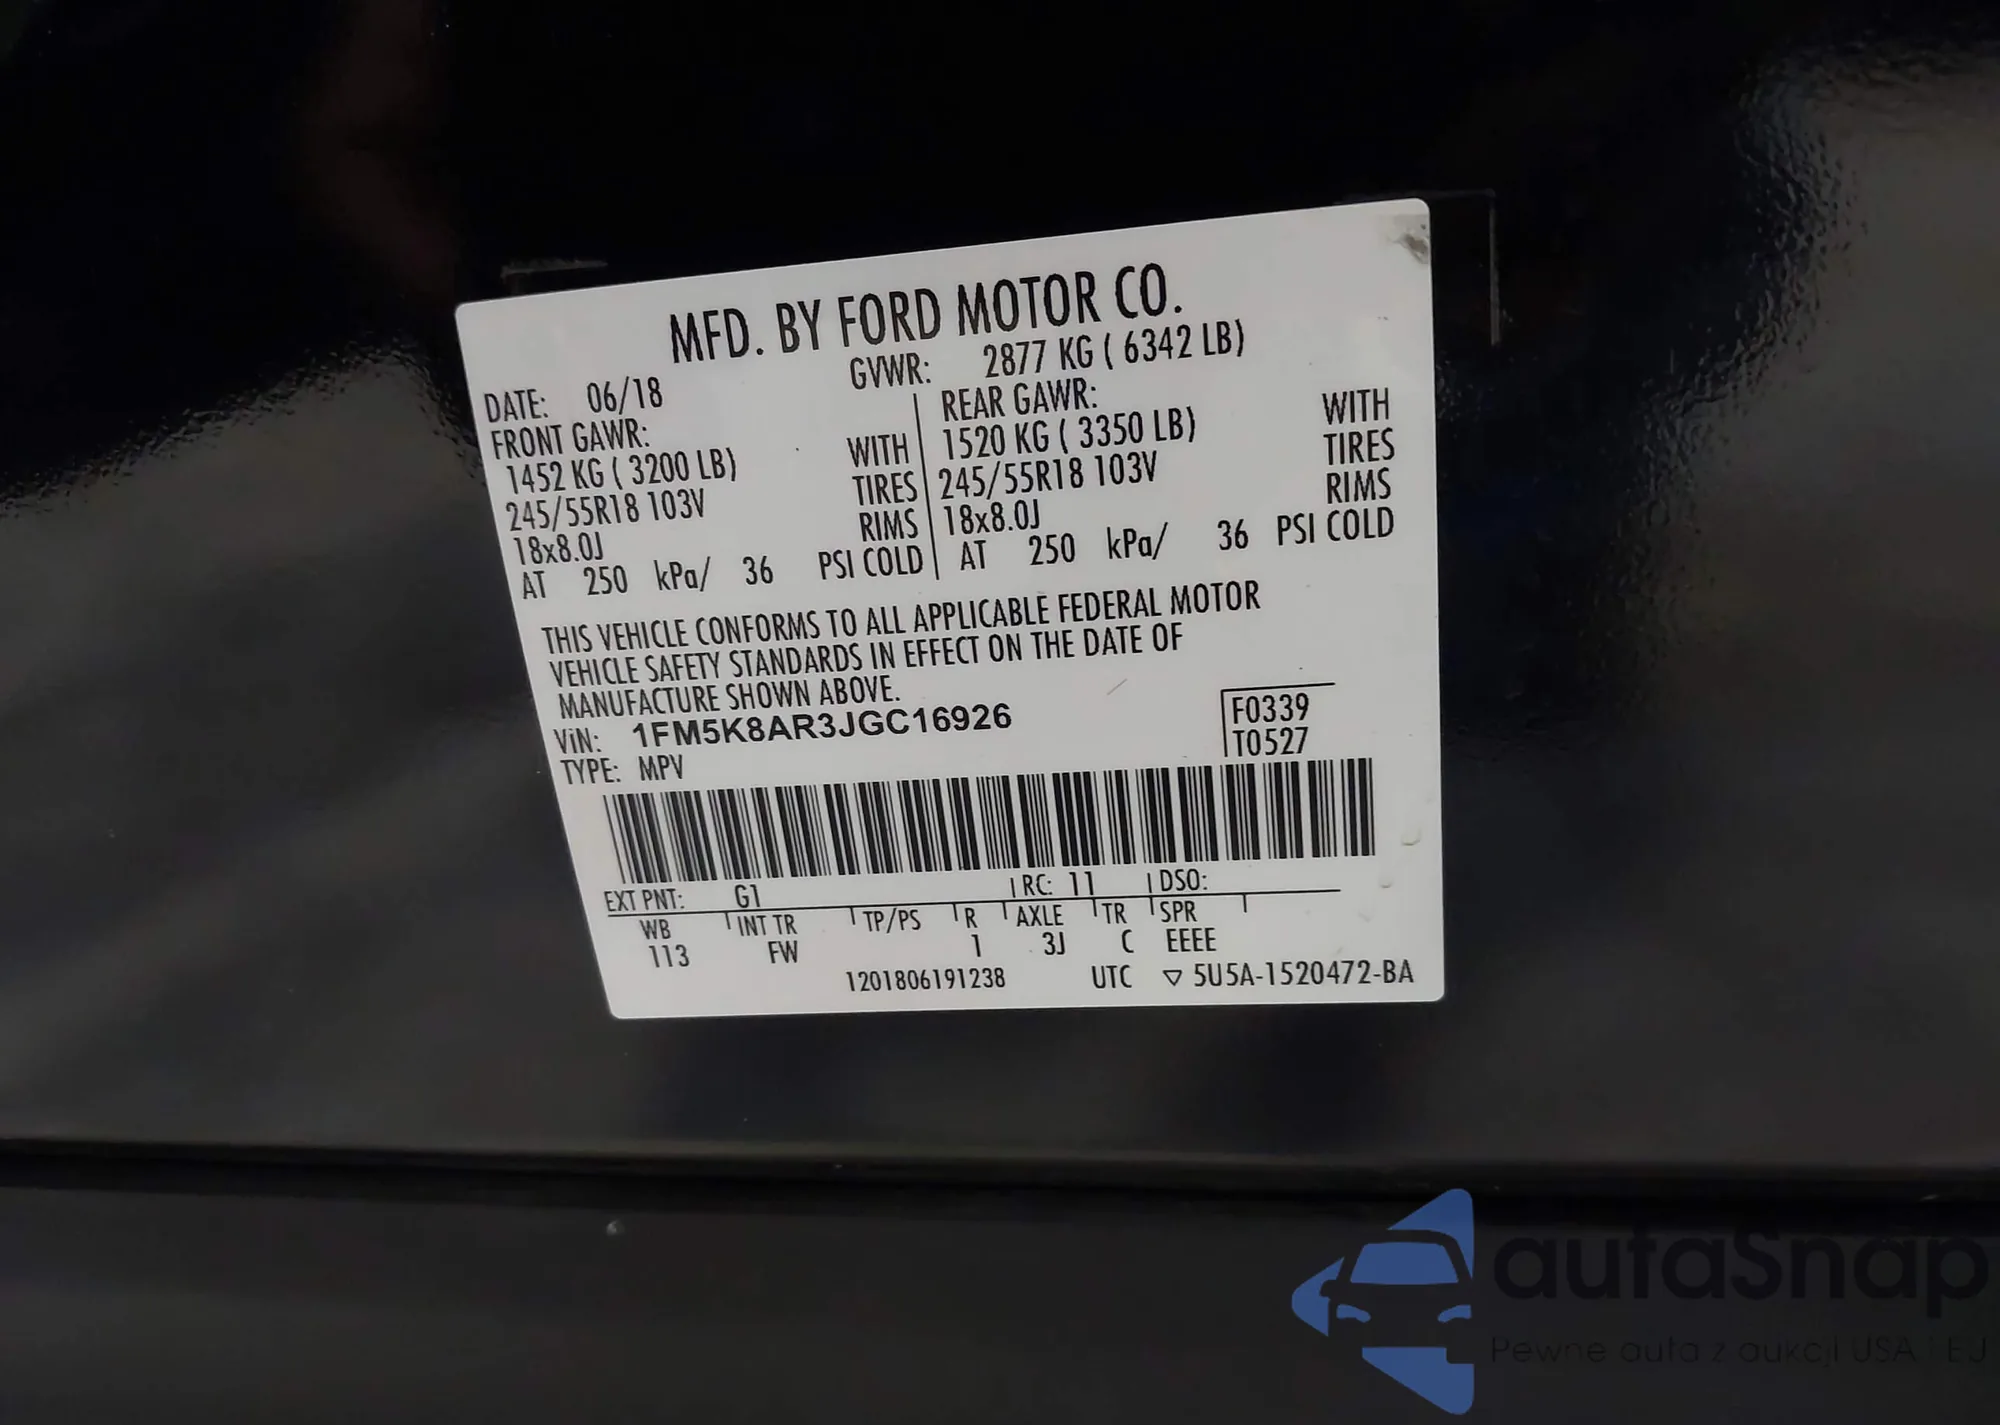 MFD. BY FORD MOTOR CO.
DATE: 06/18 GVWR: 2877 KG ( 6342 LB)
FRONT GAWR: REAR GAWR:
1452 KG ( 3200 LB) WITH 1520 KG ( 3350 LB) WITH
245/55R18 103V TIRES 245/55R18 103V TIRES
18x8.0J RIMS 18x8.0J RIMS
AT 250 kPa/ 36 PSI COLD AT 250 kPa/ 36 PSI COLD
THIS VEHICLE CONFORMS TO ALL APPLICABLE FEDERAL MOTOR
VEHICLE SAFETY STANDARDS IN EFFECT ON THE DATE OF
MANUFACTURE SHOWN ABOVE.
VIN: 1FM5K8AR3JGC16926 F0339
TYPE: MPV T0527
EXT PNT: G1 RC: 11 DSO:
WB INT TR TP/PS R AXLE TR SPR
113 FW 1 3J C EEEE
1201806191238 UTC ▽ 5U5A-1520472-BA
autaSnap
Pewne auta z aukcji USA i EJ